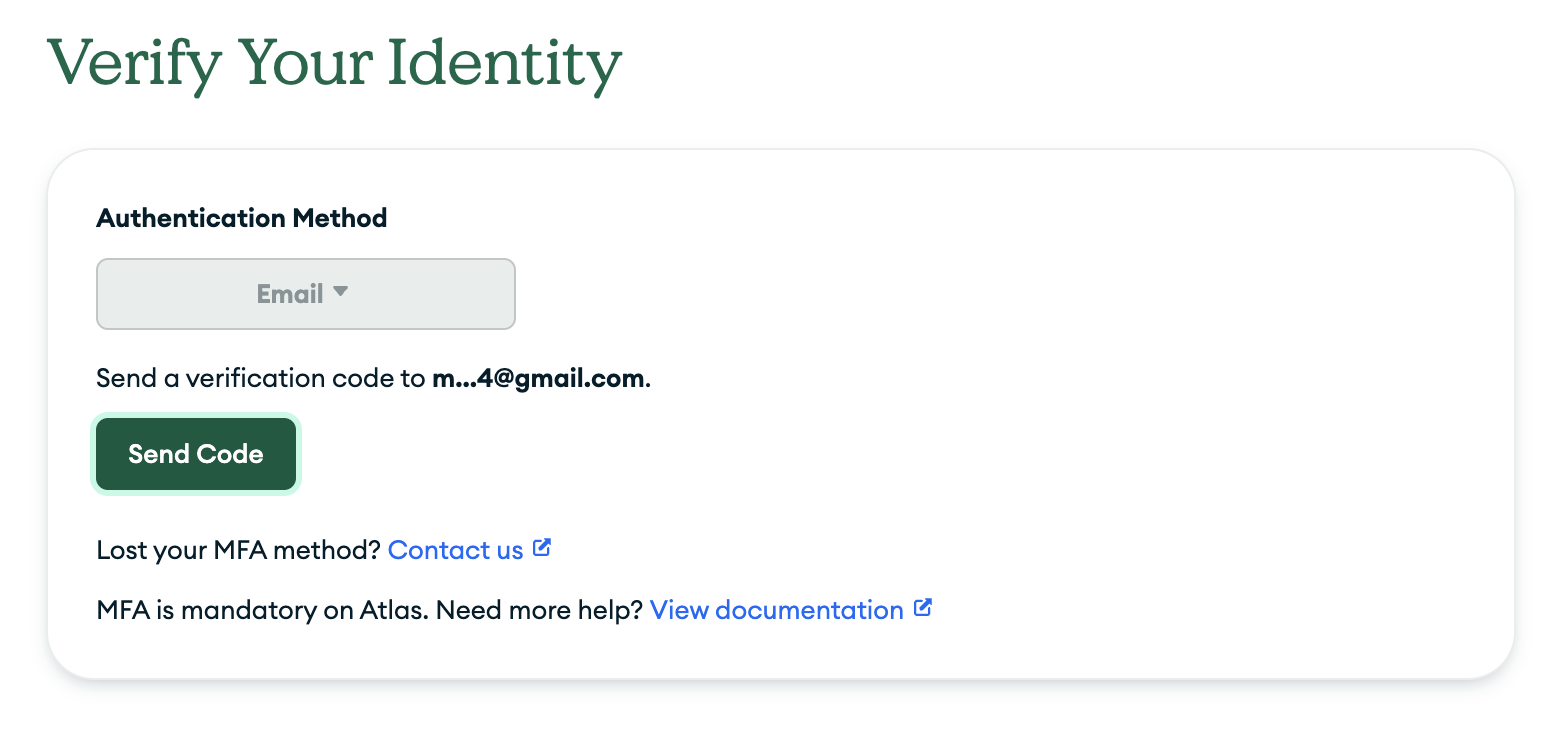 Verify Your Identity
Authentication Method
Email
Send a verification code to m...4@gmail.com.
Send Code
Lost your MFA method? Contact us
MFA is mandatory on Atlas. Need more help? View documentation